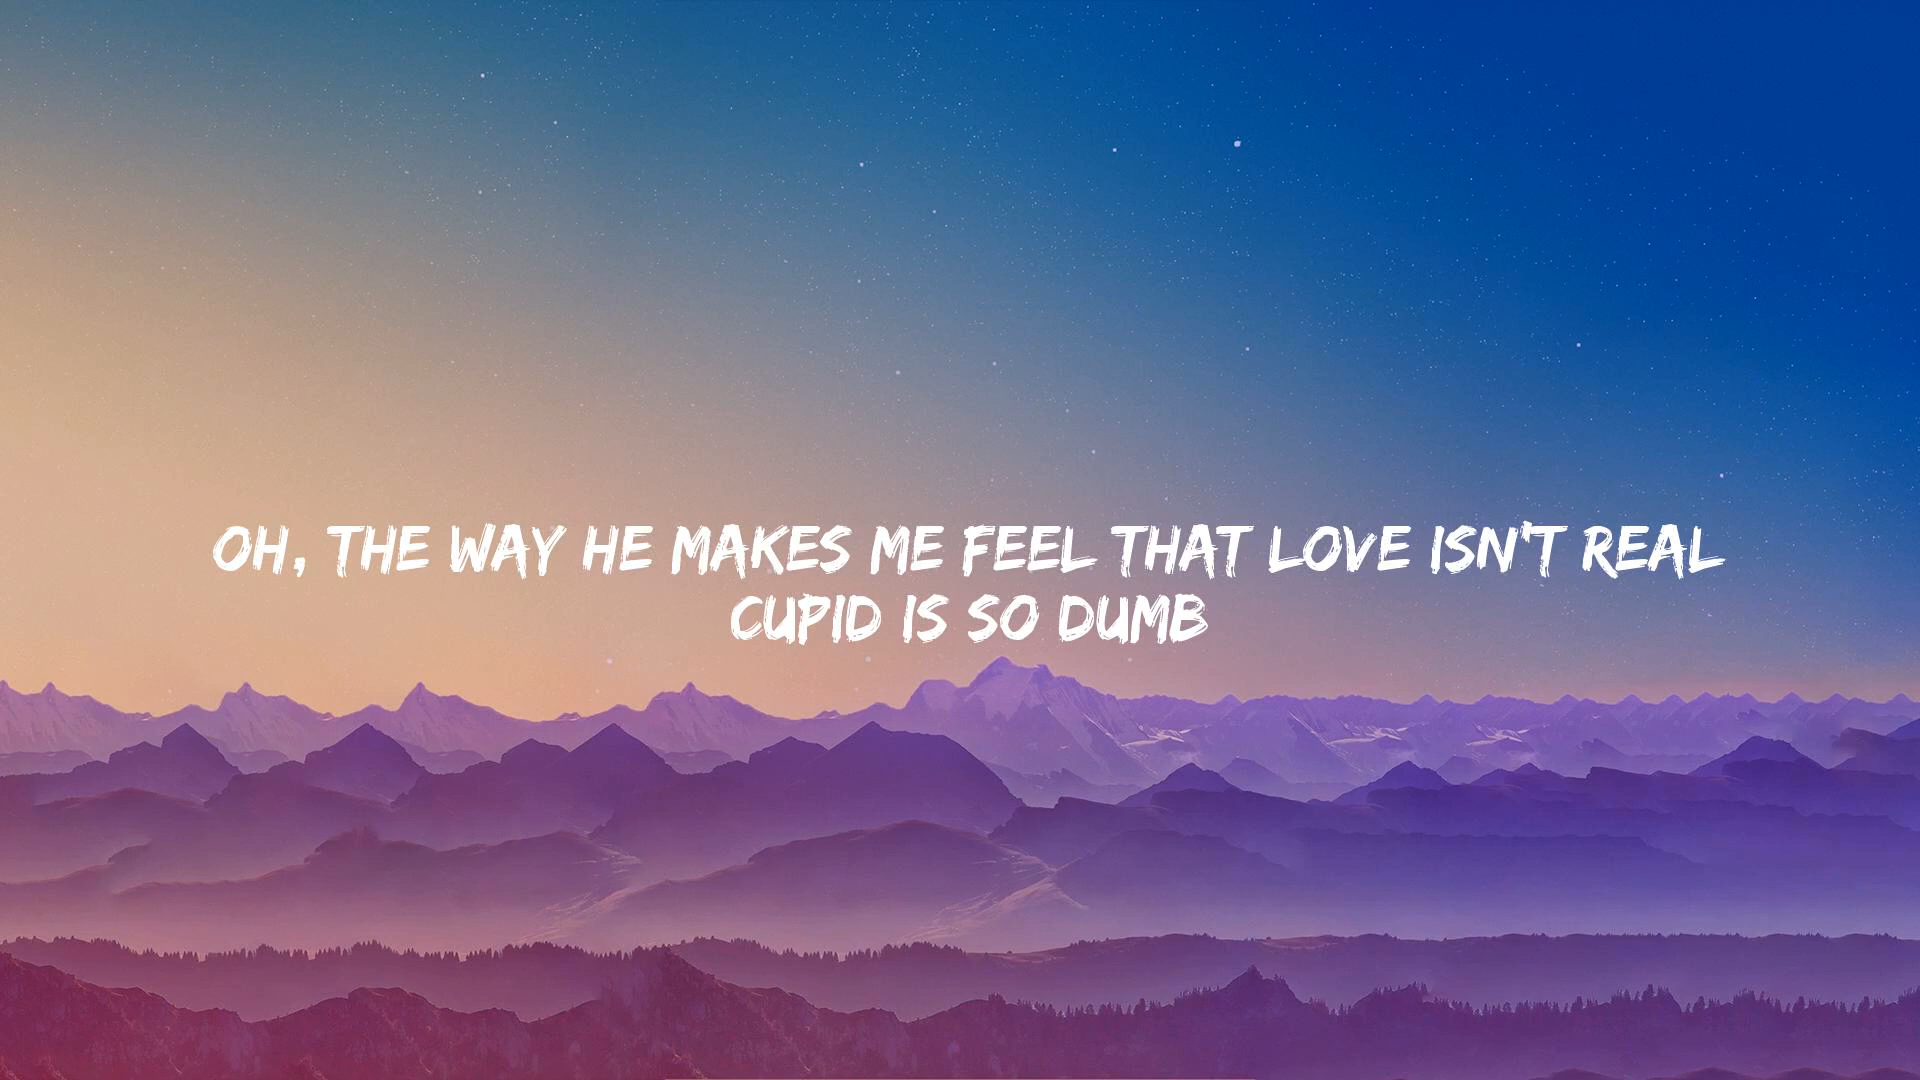 OH, THE WAY HE MAKES ME FEEL THAT LOVE ISN'T REAL
CUPID IS SO DUMB